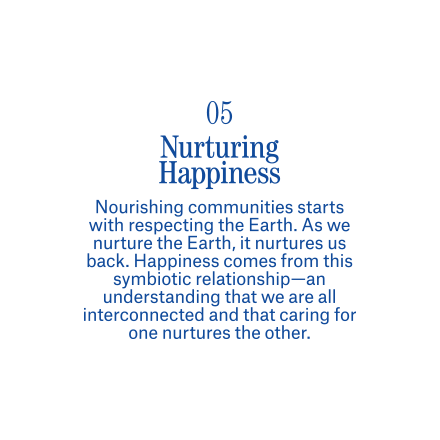 05
Nurturing
Happiness
Nourishing communities starts
with respecting the Earth. As we
nurture the Earth, it nurtures us
back. Happiness comes from this
symbiotic relationship—an
understanding that we are all
interconnected and that caring for
one nurtures the other.